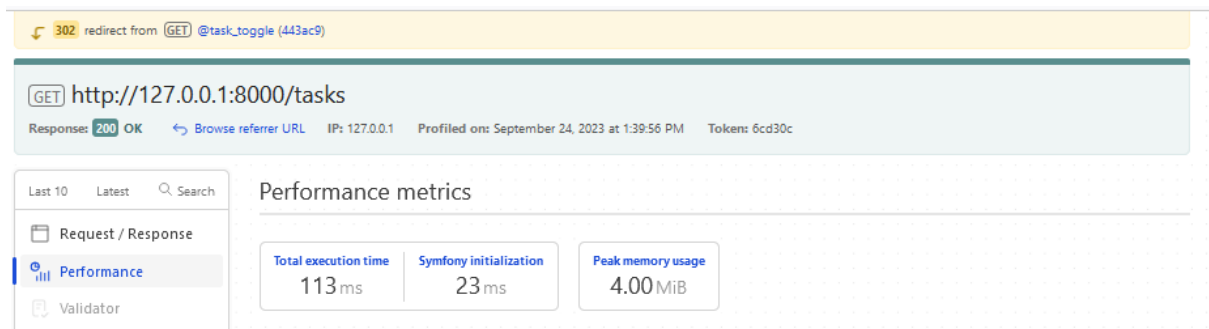 302 redirect from GET @task_toggle (443ac9)
GET http://127.0.0.1:8000/tasks
Response: 200 OK Browse referrer URL IP: 127.0.0.1 Profiled on: September 24, 2023 at 1:39:56 PM Token: 6cd30c
Last 10 Latest Search
Performance metrics
Request / Response
Performance
Validator
Total execution time Symfony initialization Peak memory usage
113 ms 23 ms 4.00 MiB